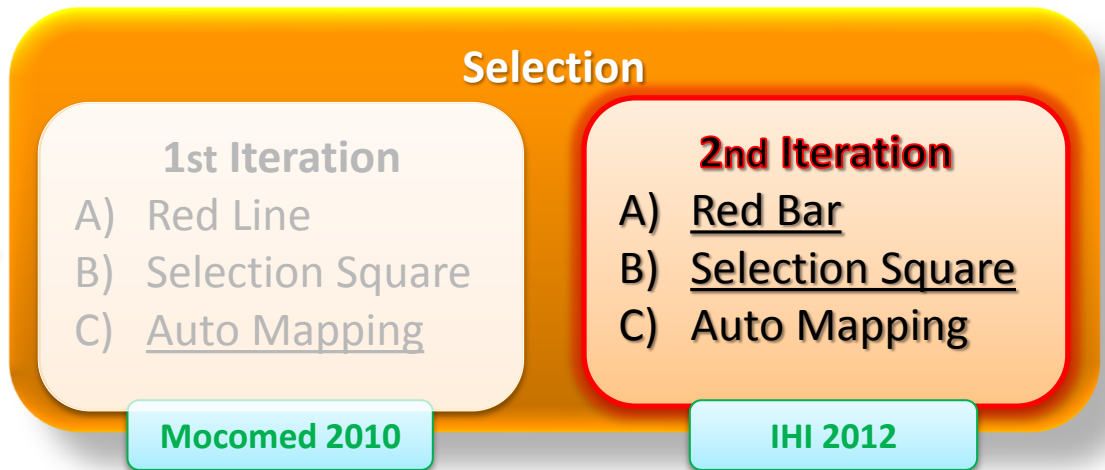 Selection
1st Iteration
A) Red Line
B) Selection Square
C) Auto Mapping
Mocomed 2010
2nd Iteration
A) Red Bar
B) Selection Square
C) Auto Mapping
IHI 2012